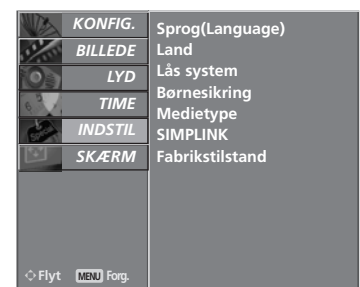 KONFIG.
BILLEDE
LYD
TIME
INDSTIL
SKÆRM
Sprog(Language)
Land
Lås system
Børnesikring
Medietype
SIMPLINK
Fabrikstilstand
Flyt MENU Forg.